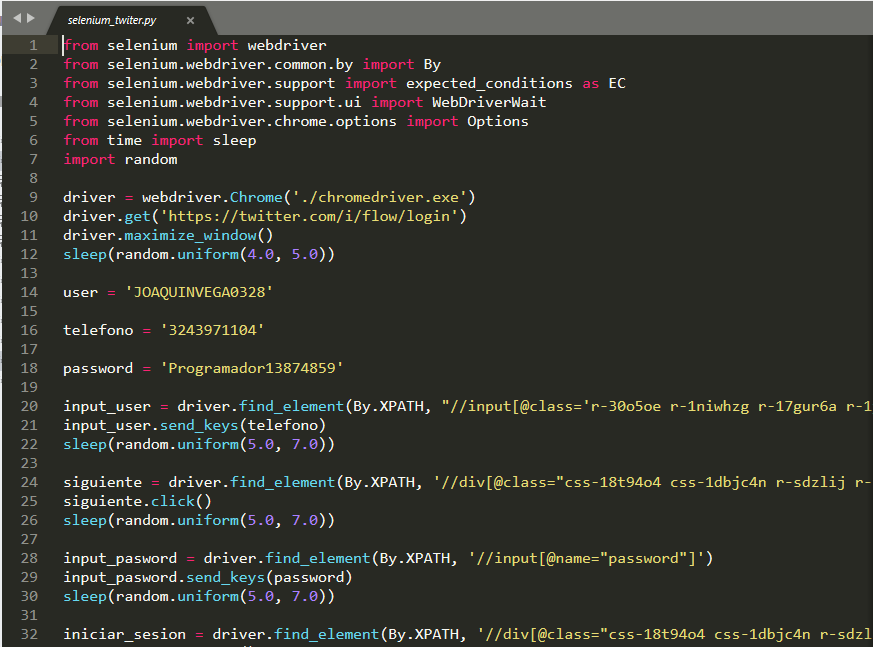 selenium_twiter.py ×
1 from selenium import webdriver
2 from selenium.webdriver.common.by import By
3 from selenium.webdriver.support import expected_conditions as EC
4 from selenium.webdriver.support.ui import WebDriverWait
5 from selenium.webdriver.chrome.options import Options
6 from time import sleep
7 import random
8
9 driver = webdriver.Chrome('./chromedriver.exe')
10 driver.get('https://twitter.com/i/flow/login')
11 driver.maximize_window()
12 sleep(random.uniform(4.0, 5.0))
13
14 user = 'JOAQUINVEGA0328'
15
16 telefono = '3243971104'
17
18 password = 'Programador13874859'
19
20 input_user = driver.find_element(By.XPATH, "//input[@class='r-30o5oe r-1niwhzg r-17gur6a r-1
21 input_user.send_keys(telefono)
22 sleep(random.uniform(5.0, 7.0))
23
24 siguiente = driver.find_element(By.XPATH, '//div[@class="css-18t94o4 css-1dbjc4n r-sdzlij r-
25 siguiente.click()
26 sleep(random.uniform(5.0, 7.0))
27
28 input_pasword = driver.find_element(By.XPATH, '//input[@name="password"]')
29 input_pasword.send_keys(password)
30 sleep(random.uniform(5.0, 7.0))
31
32 iniciar_sesion = driver.find_element(By.XPATH, '//div[@class="css-18t94o4 css-1dbjc4n r-sdzl